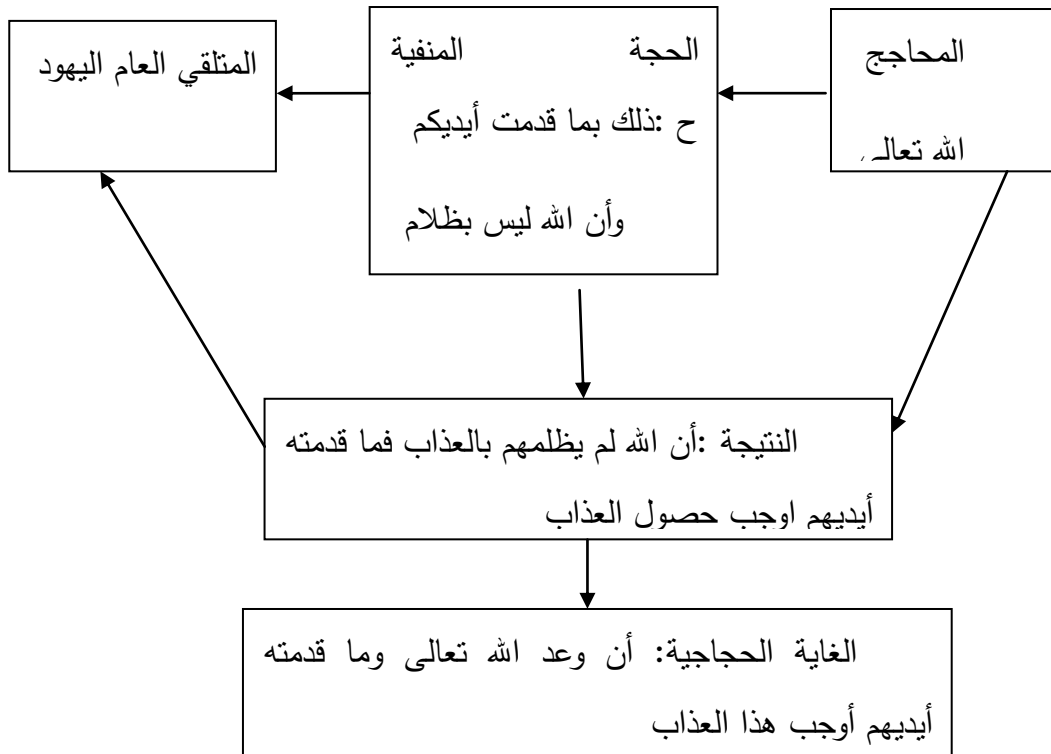 المحاجج
الله تعالى
الحجة المنفية
ح :ذلك بما قدمت أيديكم
وأن الله ليس بظلام
المتلقي العام اليهود
النتيجة :أن الله لم يظلمهم بالعذاب فما قدمته
أيديهم اوجب حصول العذاب
الغاية الحجاجية: أن وعد الله تعالى وما قدمته
أيديهم أوجب هذا العذاب